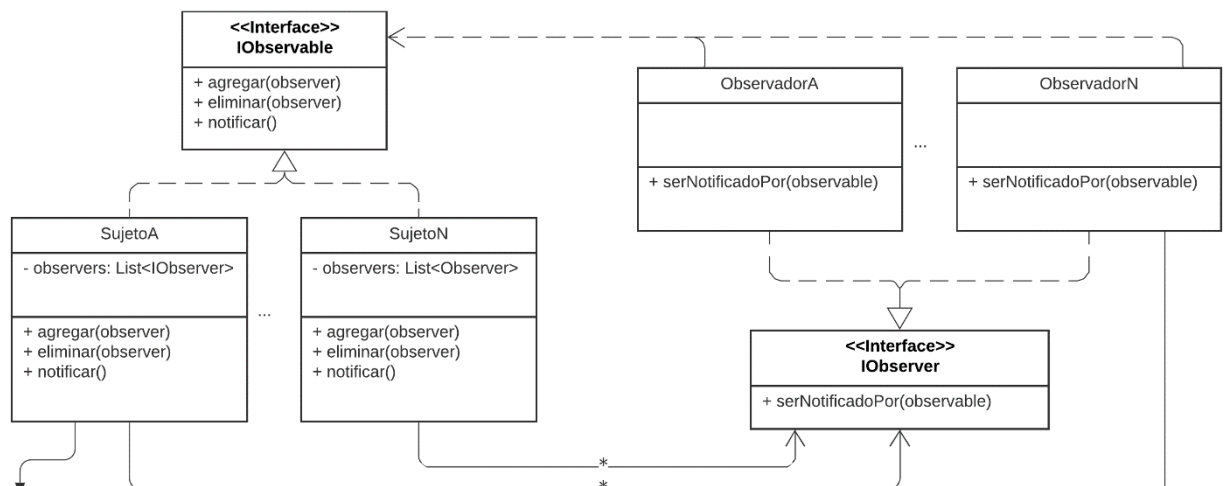 <<Interface>>
IObservable
+ agregar(observer)
+ eliminar(observer)
+ notificar()
ObservadorA
+ serNotificadoPor(observable)
...
ObservadorN
+ serNotificadoPor(observable)
SujetoA
- observers: List<IObserver>
+ agregar(observer)
+ eliminar(observer)
+ notificar()
...
SujetoN
- observers: List<Observer>
+ agregar(observer)
+ eliminar(observer)
+ notificar()
<<Interface>>
IObserver
+ serNotificadoPor(observable)
*
*